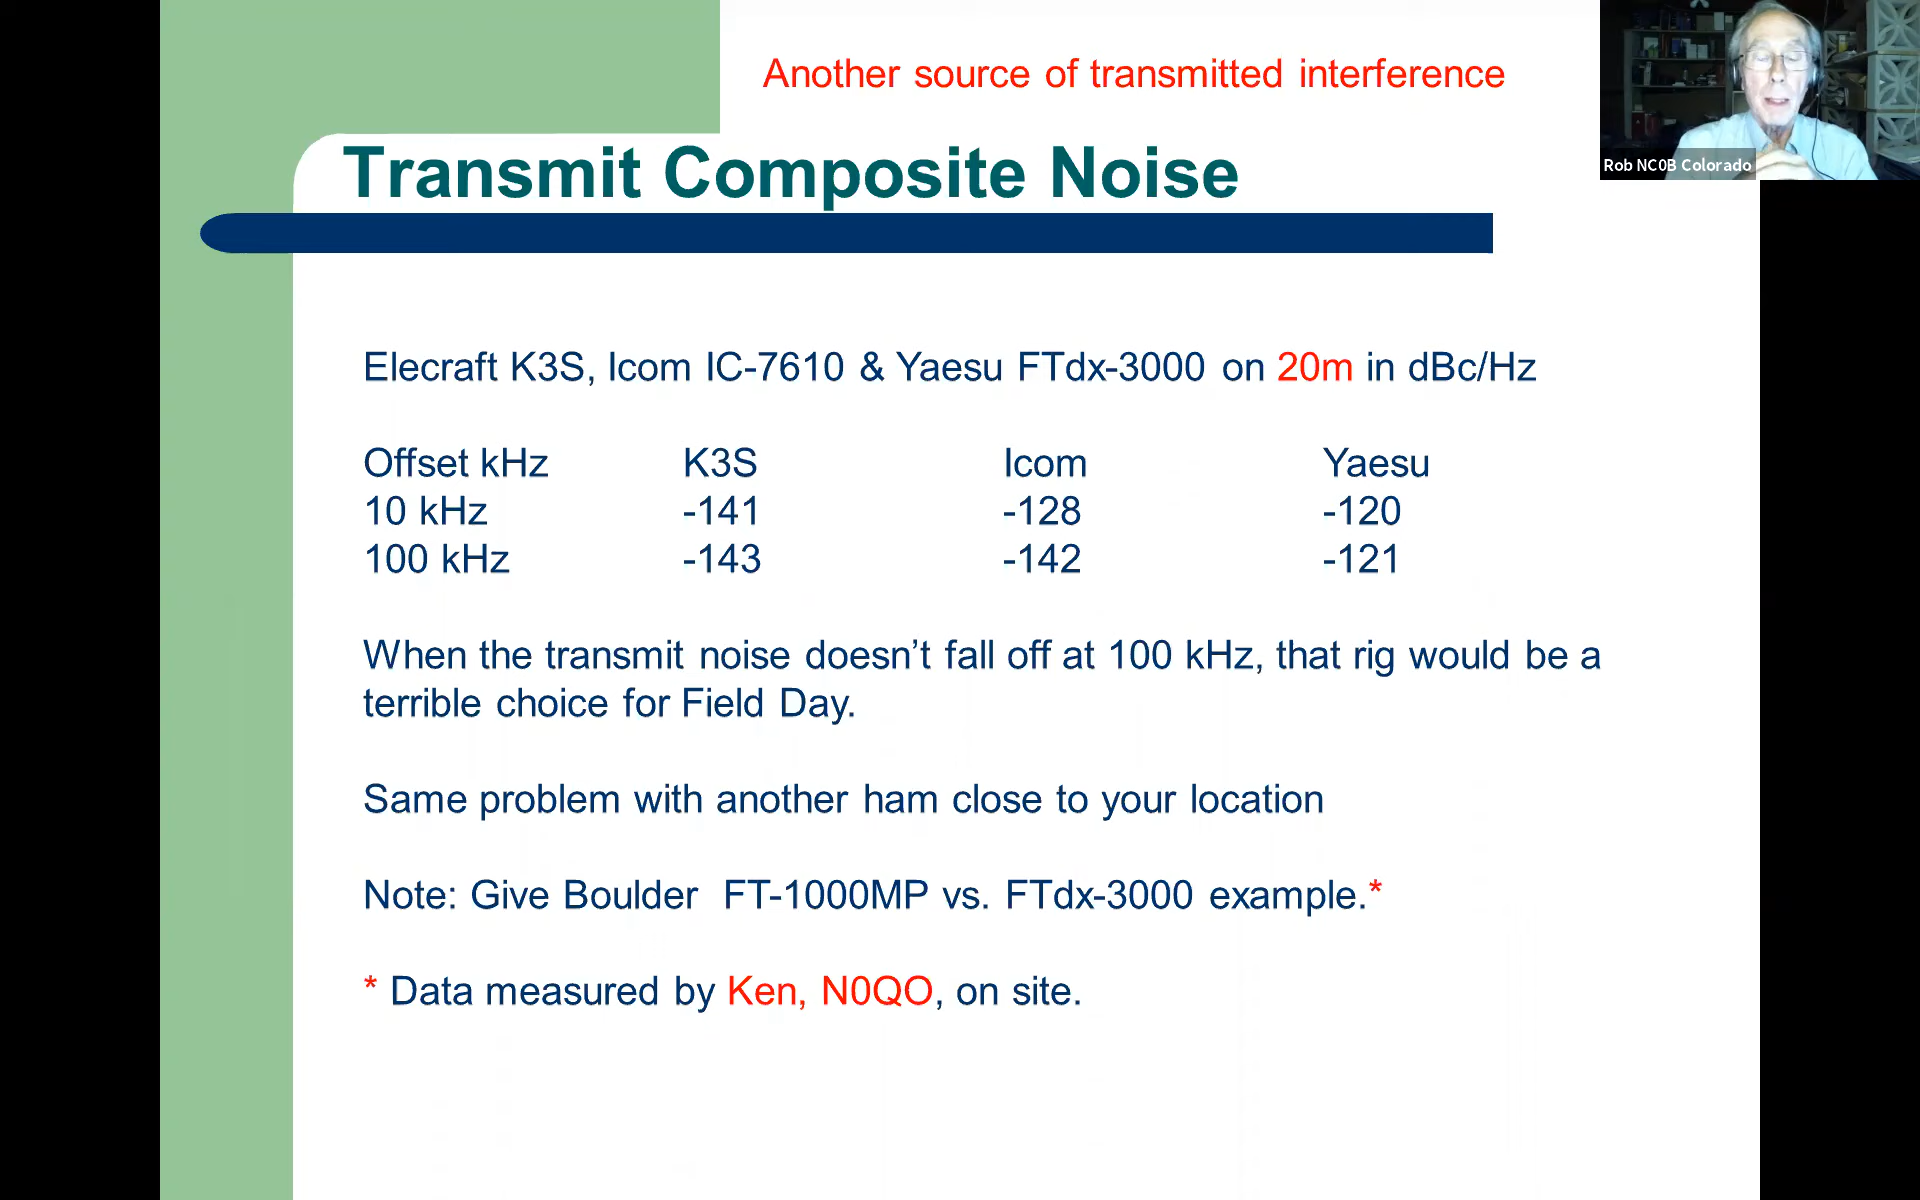 Another source of transmitted interference
Rob NC0B Colorado
Transmit Composite Noise
Elecraft K3S, Icom IC-7610 & Yaesu FTdx-3000 on 20m in dBc/Hz
Offset kHz K3S Icom Yaesu
10 kHz -141 -128 -120
100 kHz -143 -142 -121
When the transmit noise doesn’t fall off at 100 kHz, that rig would be a
terrible choice for Field Day.
Same problem with another ham close to your location
Note: Give Boulder FT-1000MP vs. FTdx-3000 example.*
* Data measured by Ken, N0QO, on site.